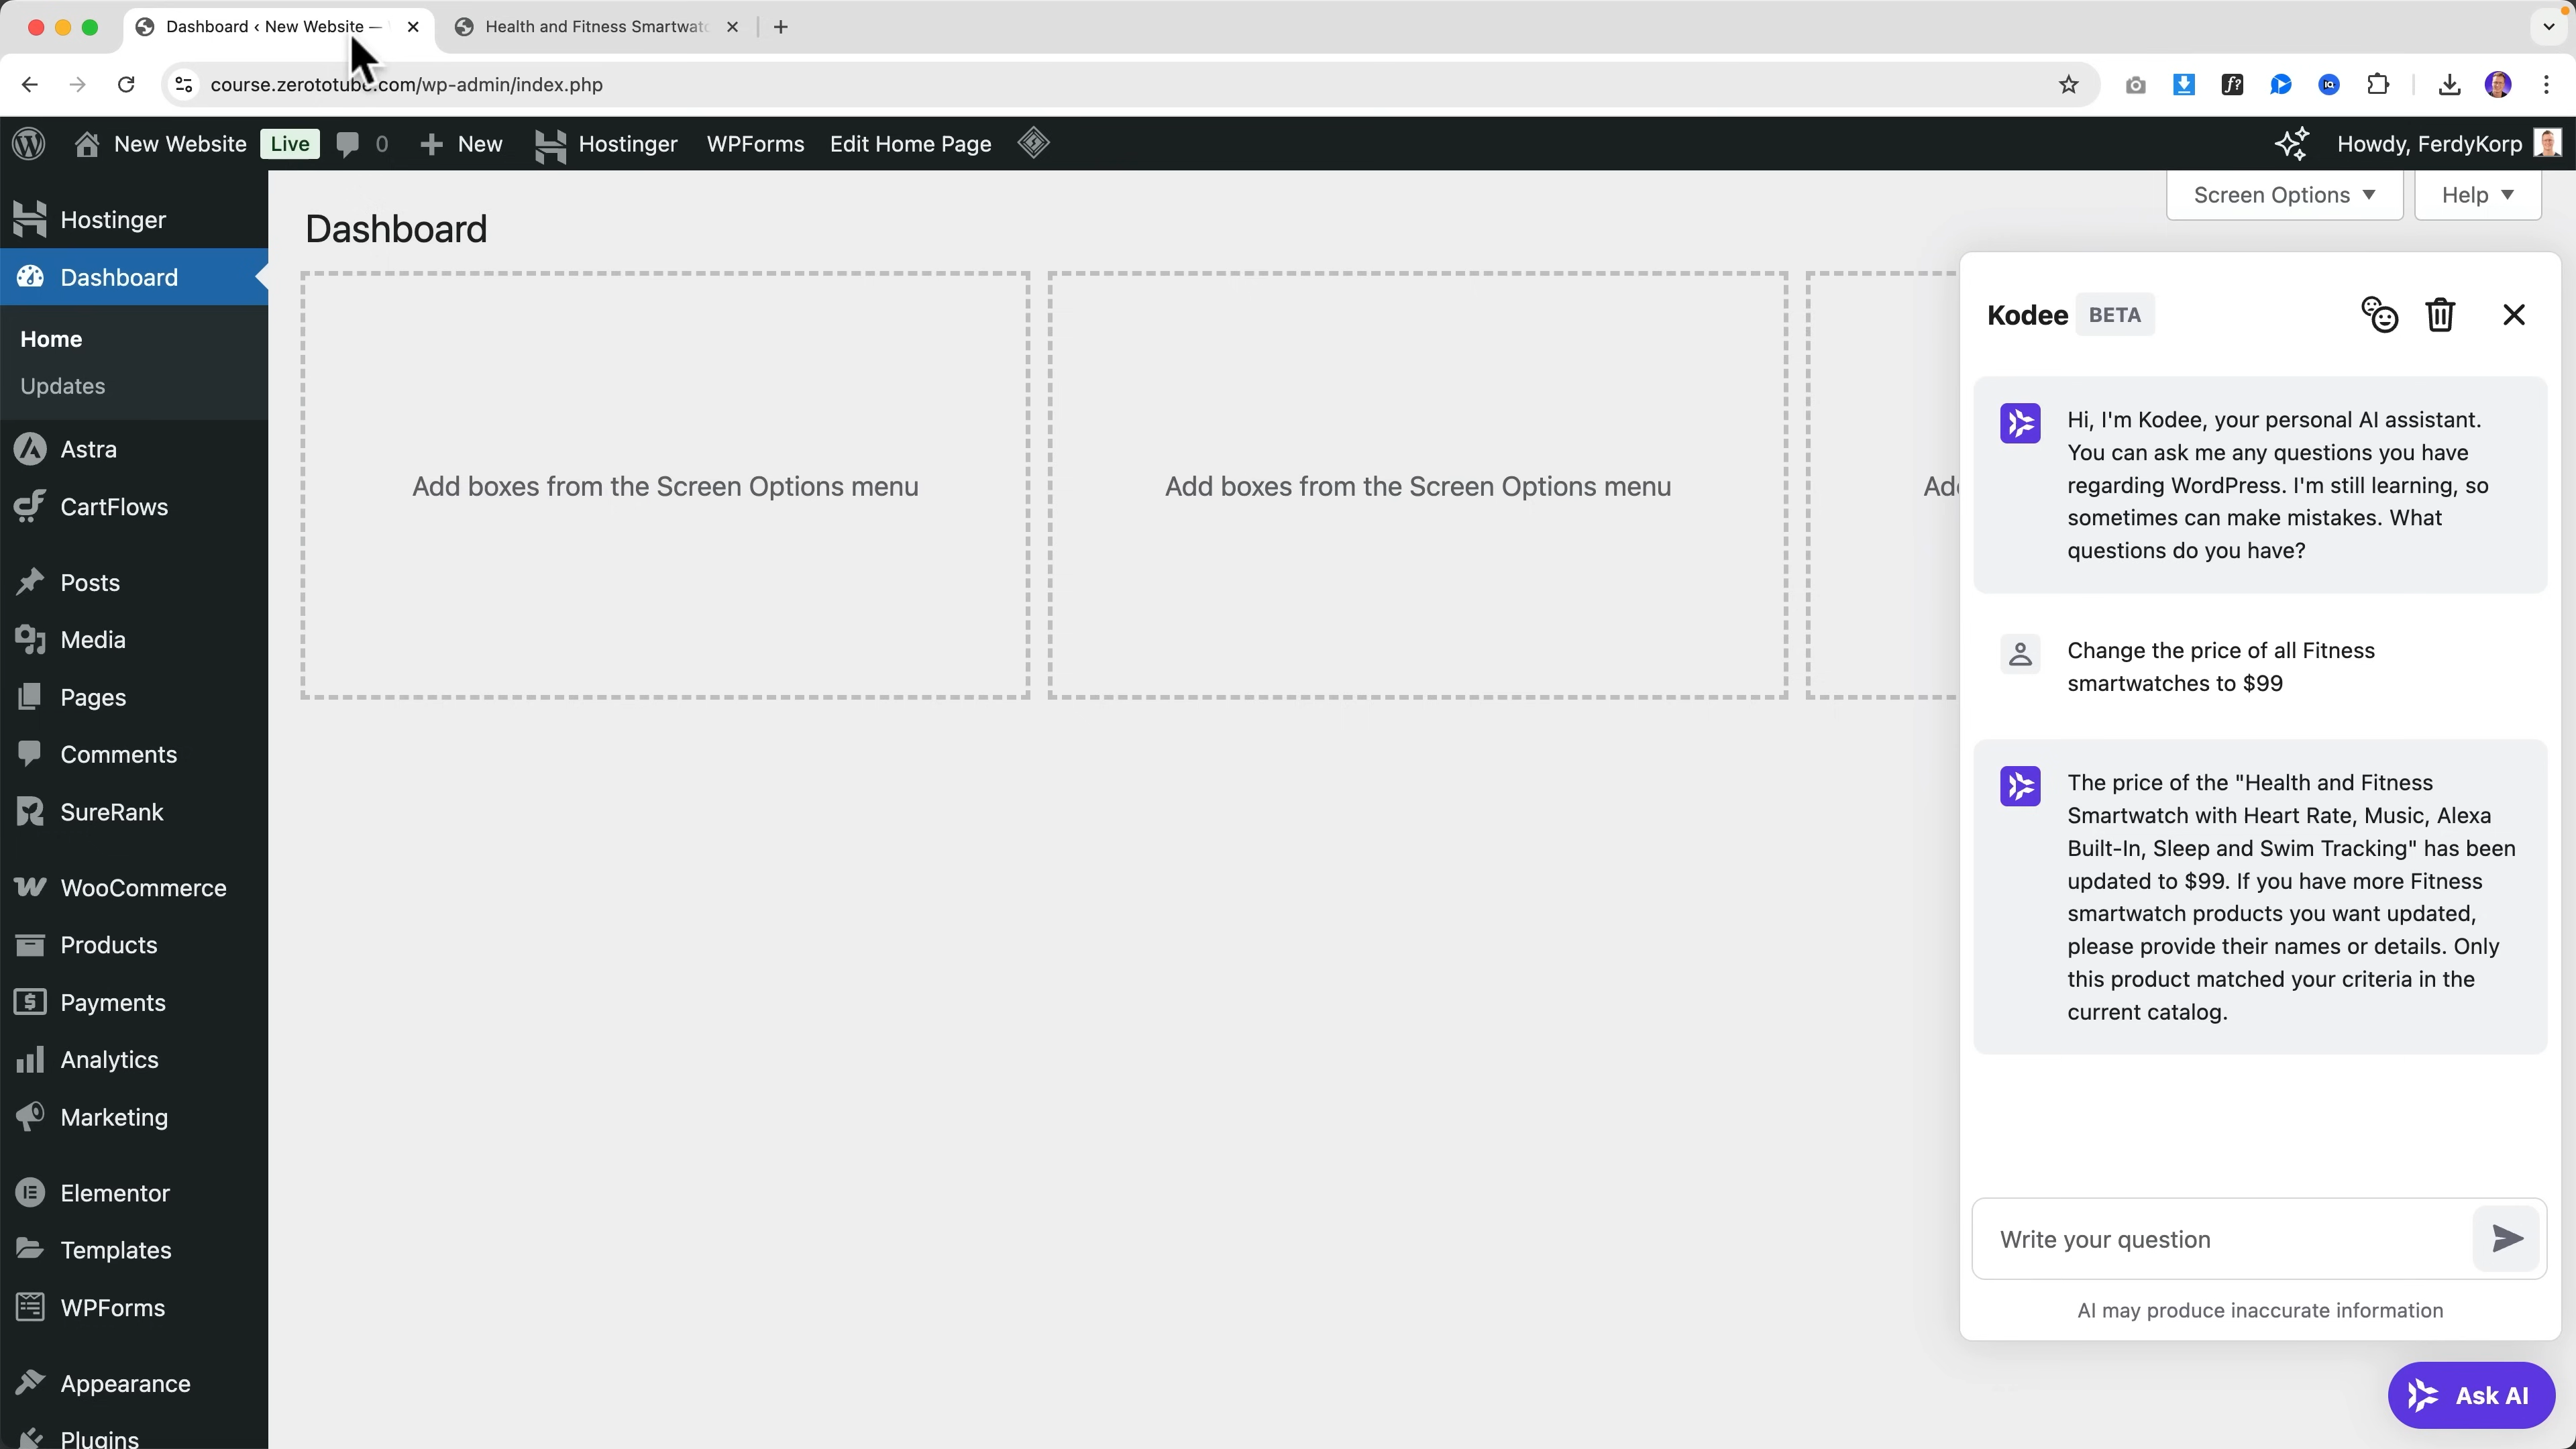 Dashboard ‹ New Website —
Health and Fitness Smartwatc
course.zerototube.com/wp-admin/index.php
New Website
Live
0
New
Hostinger
WPForms
Edit Home Page
Howdy, FerdyKorp
Hostinger
Dashboard
Home
Updates
Astra
CartFlows
Posts
Media
Pages
Comments
SureRank
WooCommerce
Products
Payments
Analytics
Marketing
Elementor
Templates
WPForms
Appearance
Plugins
Dashboard
Screen Options
Help
Add boxes from the Screen Options menu
Add boxes from the Screen Options menu
Kodee
BETA
Hi, I'm Kodee, your personal AI assistant.
You can ask me any questions you have
regarding WordPress. I'm still learning, so
sometimes can make mistakes. What
questions do you have?
Change the price of all Fitness
smartwatches to $99
The price of the "Health and Fitness
Smartwatch with Heart Rate, Music, Alexa
Built-In, Sleep and Swim Tracking" has been
updated to $99. If you have more Fitness
smartwatch products you want updated,
please provide their names or details. Only
this product matched your criteria in the
current catalog.
Write your question
AI may produce inaccurate information
Ask AI